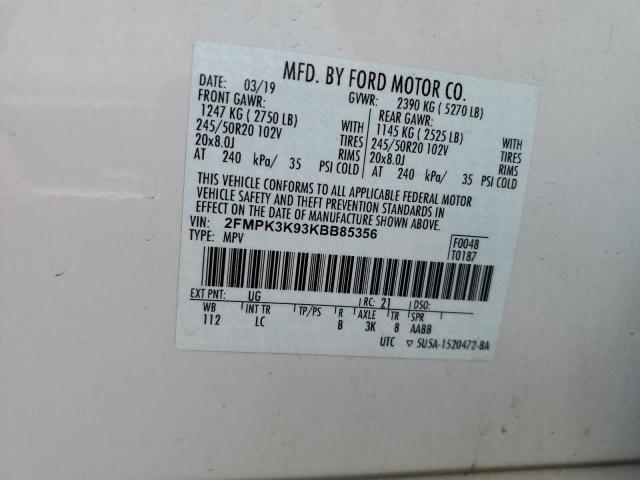 MFD. BY FORD MOTOR CO.
DATE: 03/19 GVWR: 2390 KG ( 5270 LB)
FRONT GAWR: REAR GAWR:
1247 KG ( 2750 LB) WITH 1145 KG ( 2525 LB) WITH
245/50R20 102V TIRES 245/50R20 102V TIRES
20x8.0J RIMS 20x8.0J RIMS
AT 240 kPa/ 35 PSI COLD AT 240 kPa/ 35 PSI COLD
THIS VEHICLE CONFORMS TO ALL APPLICABLE FEDERAL MOTOR
VEHICLE SAFETY AND THEFT PREVENTION STANDARDS IN
EFFECT ON THE DATE OF MANUFACTURE SHOWN ABOVE.
VIN: 2FMPK3K93KBB85356 F0048
TYPE: MPV T0187
EXT PNT: UG RC: 21 DSO:
WB INT TR TP/PS R AXLE TR SPR
112 LC B 3K 8 AABB
UTC ▽ 5U5A-1520472-BA